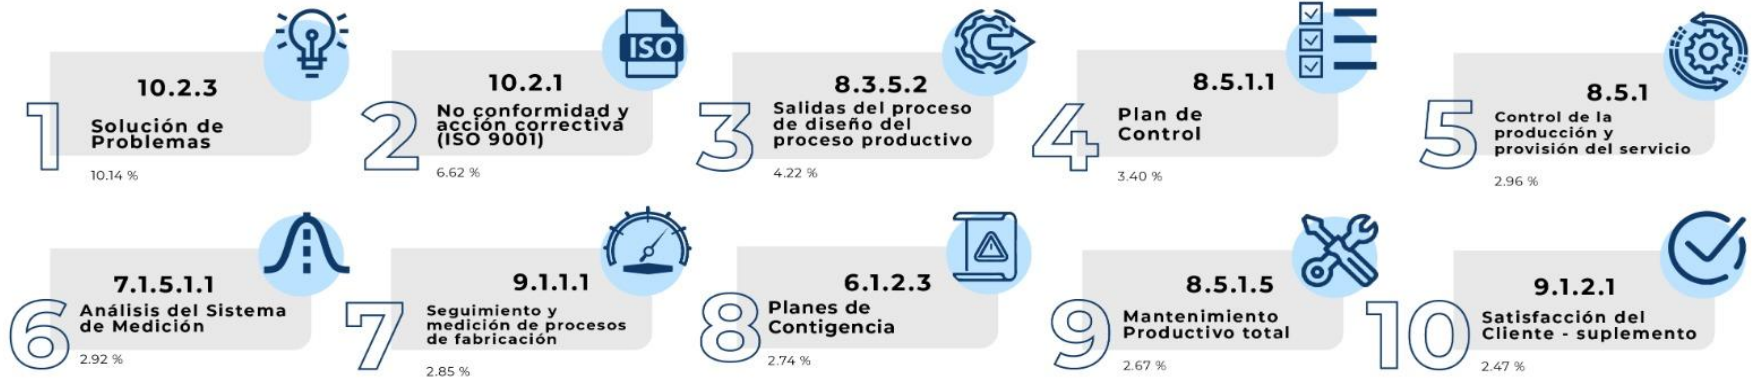 1
10.2.3
Solución de
Problemas
10.14 %
2
ISO
10.2.1
No conformidad y
acción correctiva
(ISO 9001)
6.62 %
3
8.3.5.2
Salidas del proceso
de diseño del
proceso productivo
4.22 %
4
8.5.1.1
Plan de
Control
3.40 %
5
8.5.1
Control de la
producción y
provisión del servicio
2.96 %
6
7.1.5.1.1
Análisis del Sistema
de Medición
2.92 %
7
9.1.1.1
Seguimiento y
medición de procesos
de fabricación
2.85 %
8
6.1.2.3
Planes de
Contigencia
2.74 %
9
8.5.1.5
Mantenimiento
Productivo total
2.67 %
10
9.1.2.1
Satisfacción del
Cliente - suplemento
2.47 %